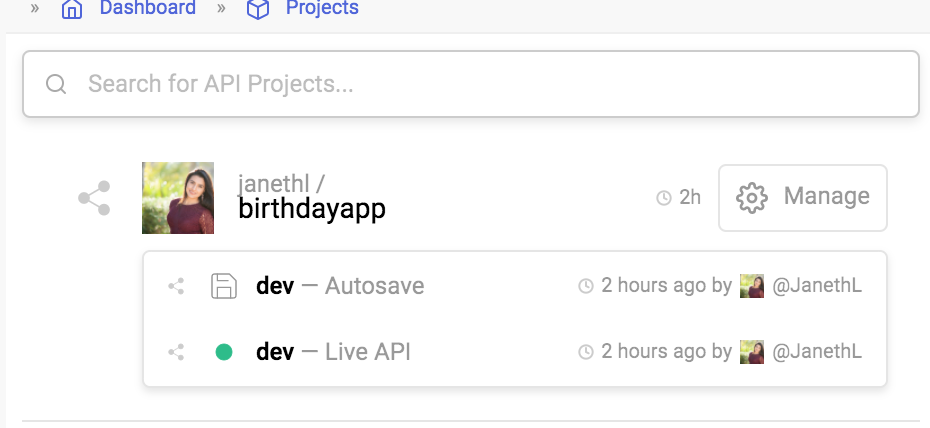 » Dashboard » Projects
Search for API Projects...
janethl /
birthdayapp
2h
Manage
dev — Autosave
2 hours ago by @JanethL
dev — Live API
2 hours ago by @JanethL